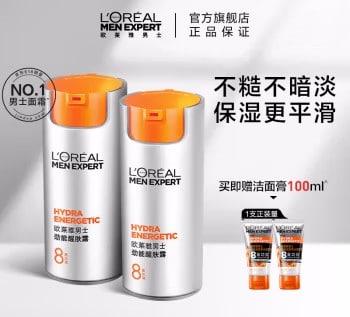 L'ORÉAL
MEN EXPERT
欧莱雅男士
官方旗舰店
正品保证
NO.1
男士面霜
不糙不暗淡
保湿更平滑
买即赠洁面膏100ml
1支正装量
L'ORÉAL
MEN EXPERT
HYDRA
ENERGETIC
欧莱雅男士
劲能醒肤露
8
L'ORÉAL
MEN EXPERT
HYDRA
ENERGETIC
欧莱雅男士
劲能醒肤露
8